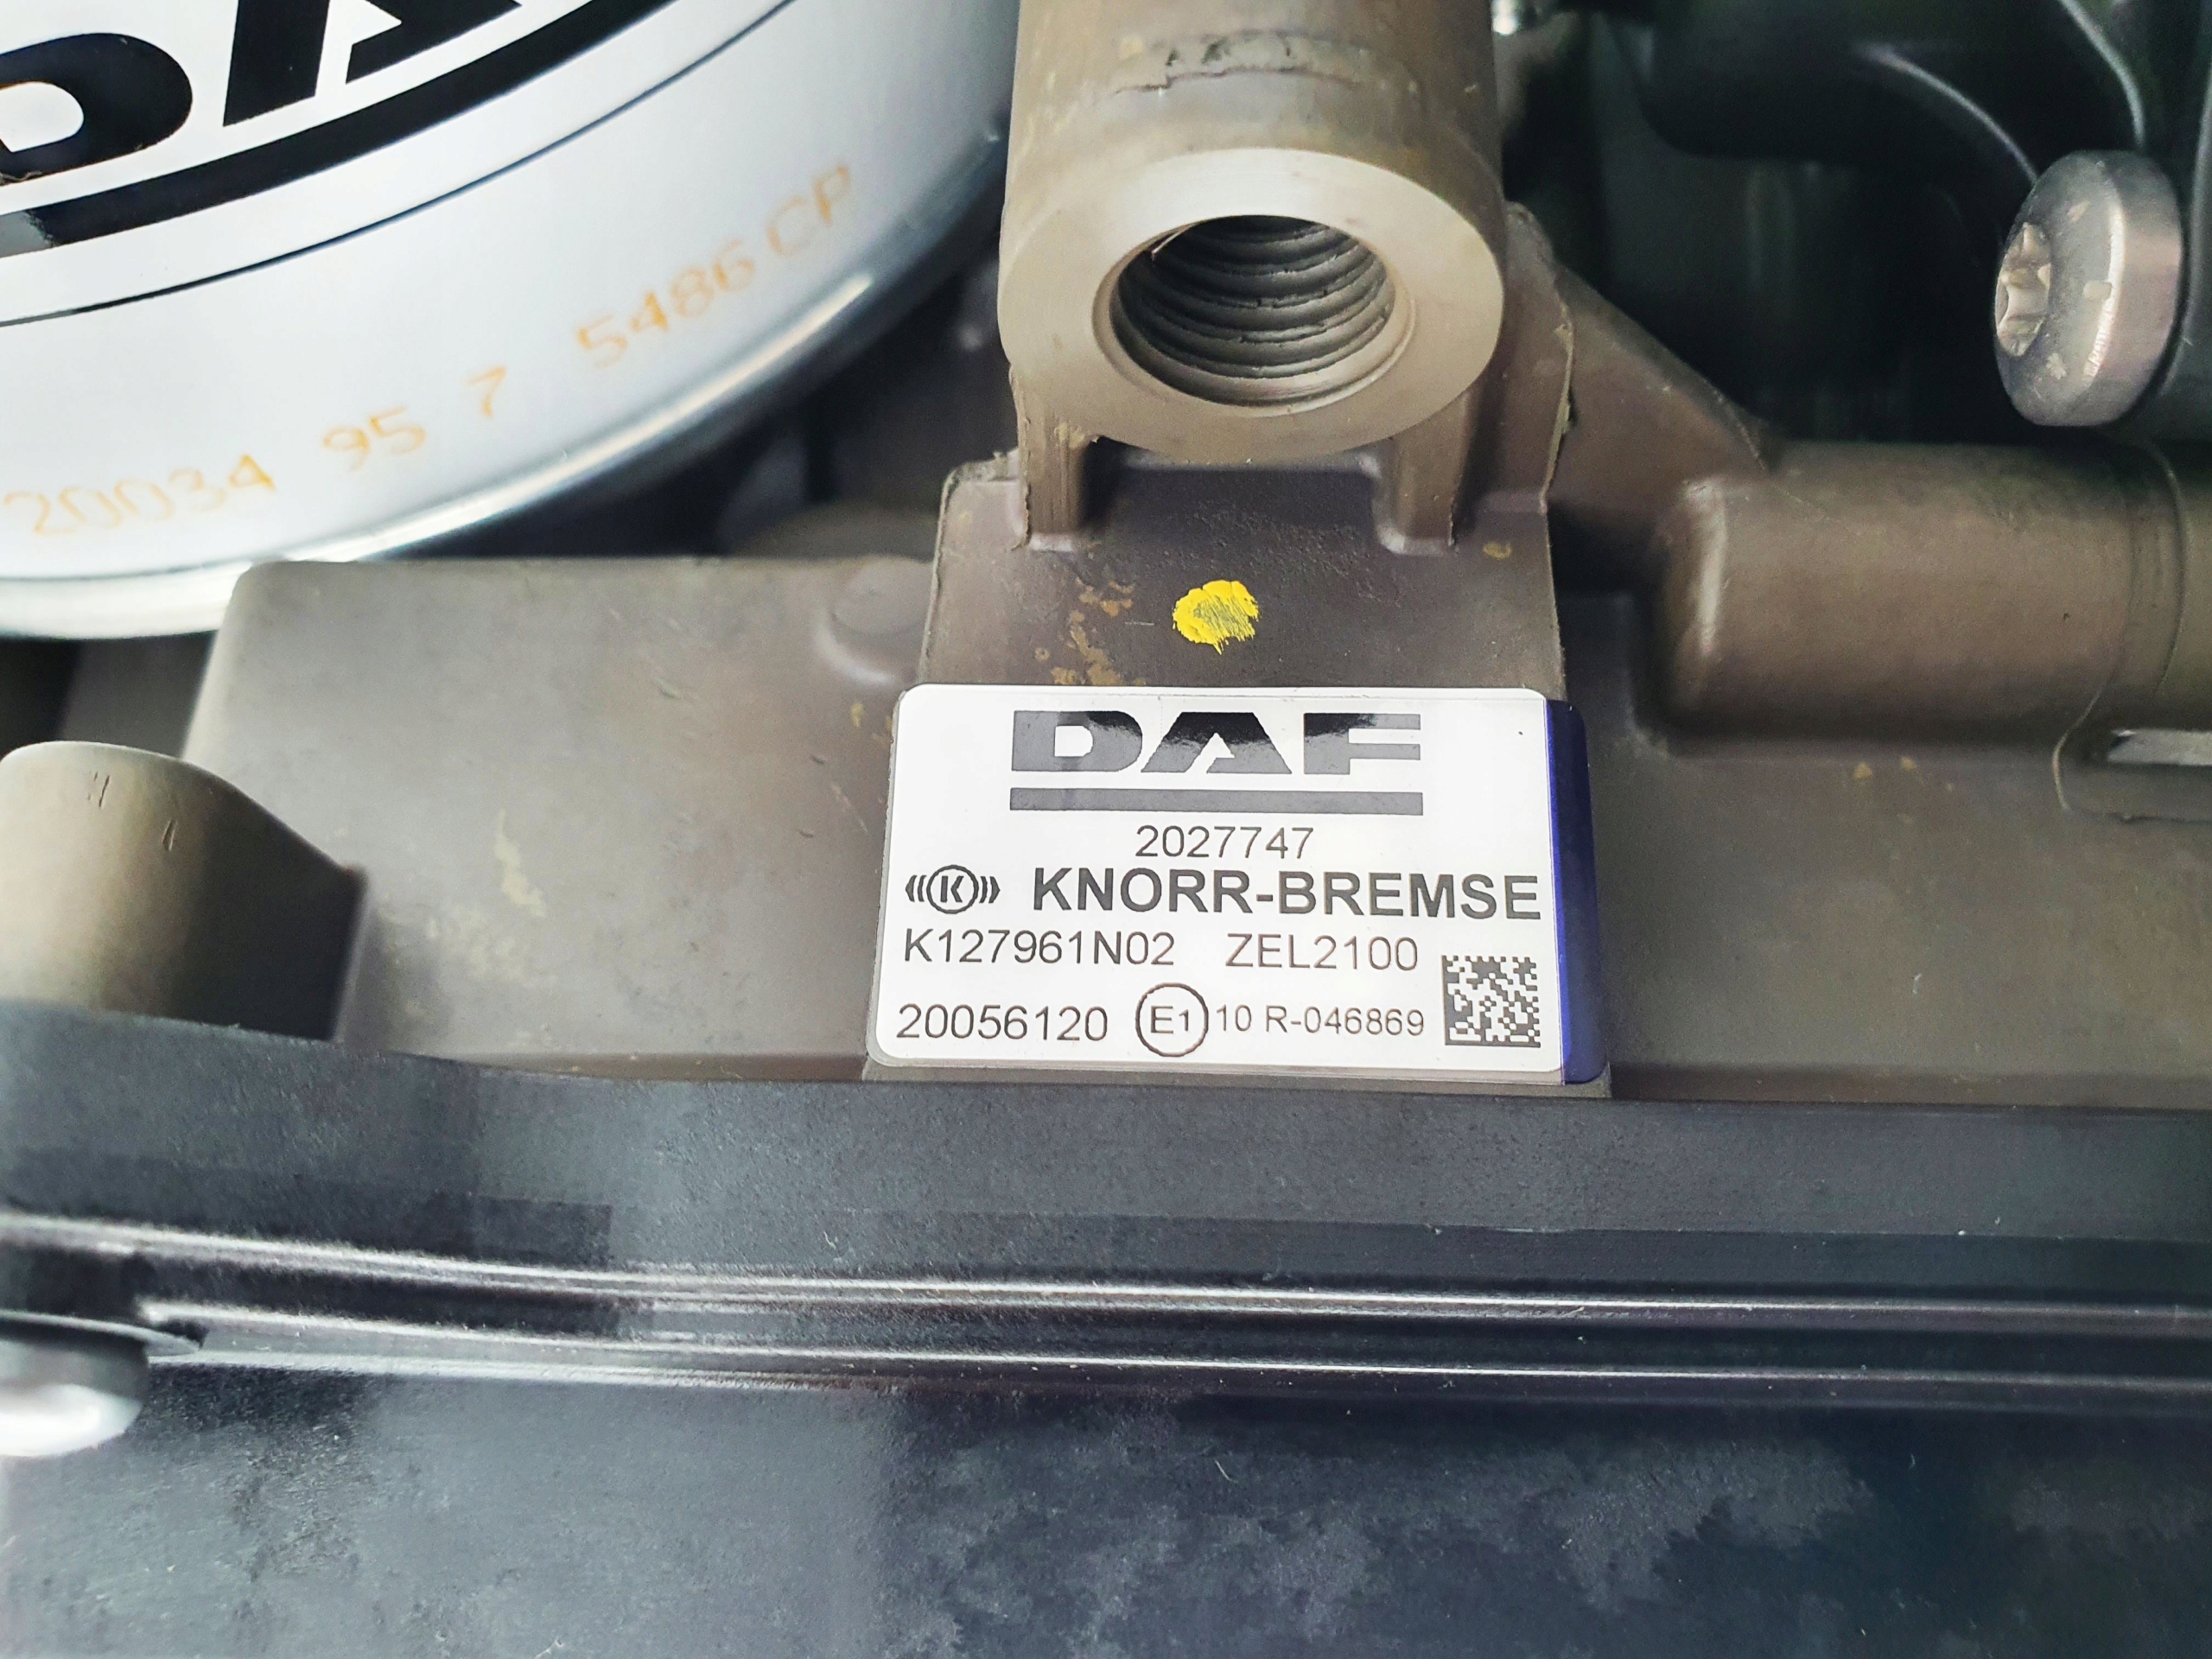 20034 95 7 5486 CP
DAF
2027747
K KNORR-BREMSE
K127961N02 ZEL2100
20056120 E1 10 R-046869